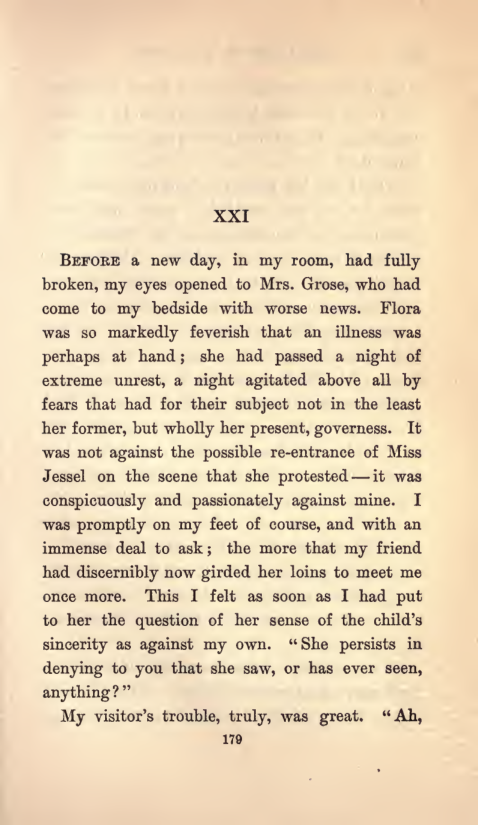 XXI
BEFORE a new day, in my room, had fully
broken, my eyes opened to Mrs. Grose, who had
come to my bedside with worse news. Flora
was so markedly feverish that an illness was
perhaps at hand; she had passed a night of
extreme unrest, a night agitated above all by
fears that had for their subject not in the least
her former, but wholly her present, governess. It
was not against the possible re-entrance of Miss
Jessel on the scene that she protested—it was
conspicuously and passionately against mine. I
was promptly on my feet of course, and with an
immense deal to ask; the more that my friend
had discernibly now girded her loins to meet me
once more. This I felt as soon as I had put
to her the question of her sense of the child's
sincerity as against my own. "She persists in
denying to you that she saw, or has ever seen,
anything?"
My visitor's trouble, truly, was great. "Ah,
179